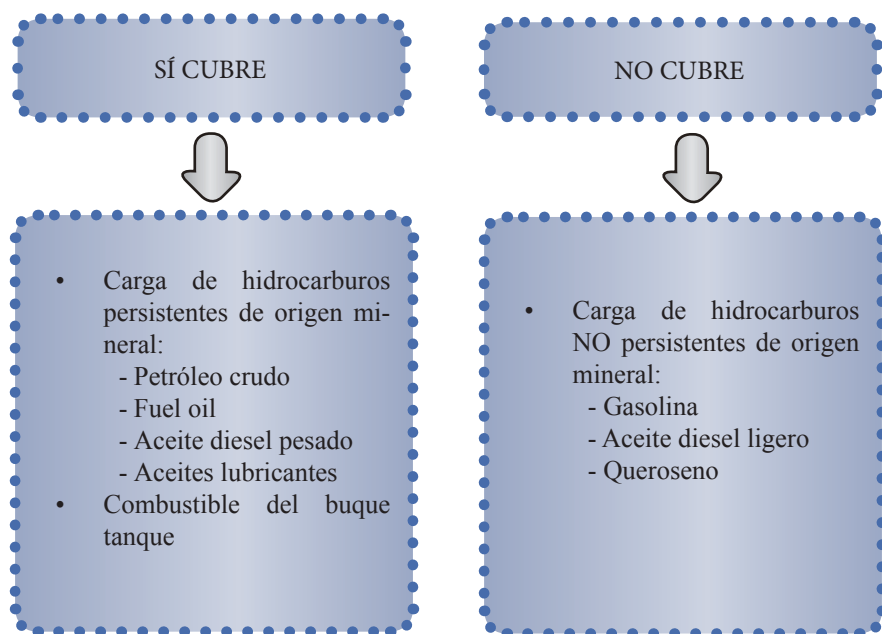 SÍ CUBRE
• Carga de hidrocarburos
persistentes de origen mi-
neral:
- Petróleo crudo
- Fuel oil
- Aceite diesel pesado
- Aceites lubricantes
• Combustible del buque
tanque
NO CUBRE
• Carga de hidrocarburos
NO persistentes de origen
mineral:
- Gasolina
- Aceite diesel ligero
- Queroseno